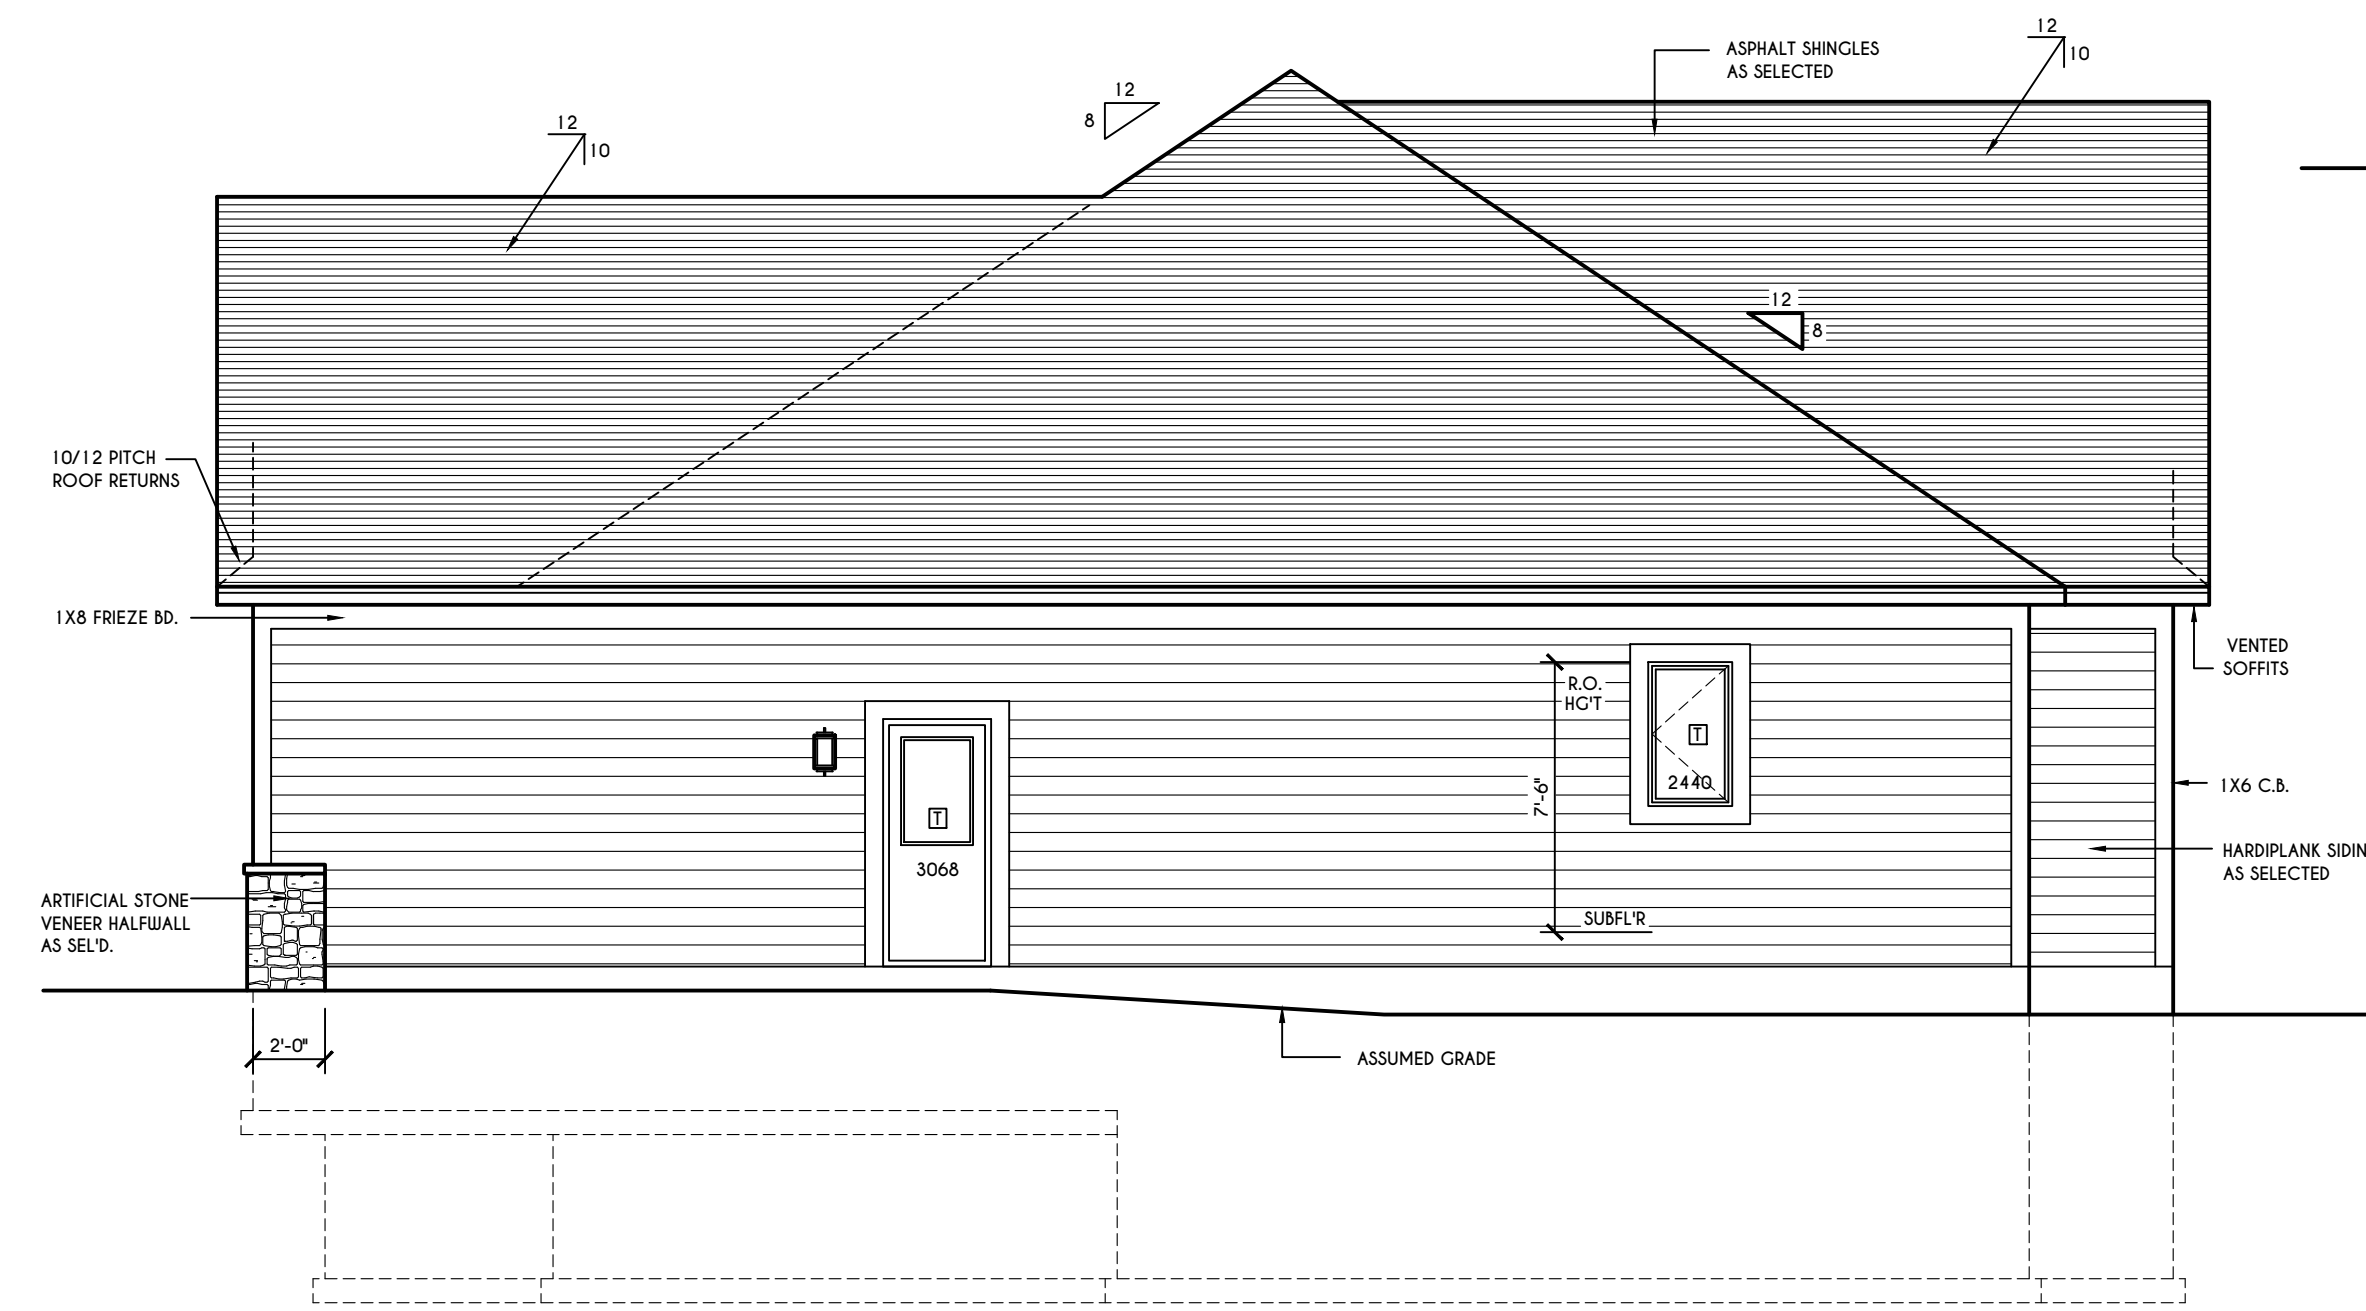 12
10
ASPHALT SHINGLES
AS SELECTED
12
8
12
10
12
8
10/12 PITCH
ROOF RETURNS
1X8 FRIEZE BD.
VENTED
SOFFITS
R.O.
HG'T
7'-6"
T
2440
1X6 C.B.
T
3068
HARDIPLANK SIDIN
AS SELECTED
ARTIFICIAL STONE
VENEER HALFWALL
AS SEL'D.
SUBFL'R
2'-0"
ASSUMED GRADE